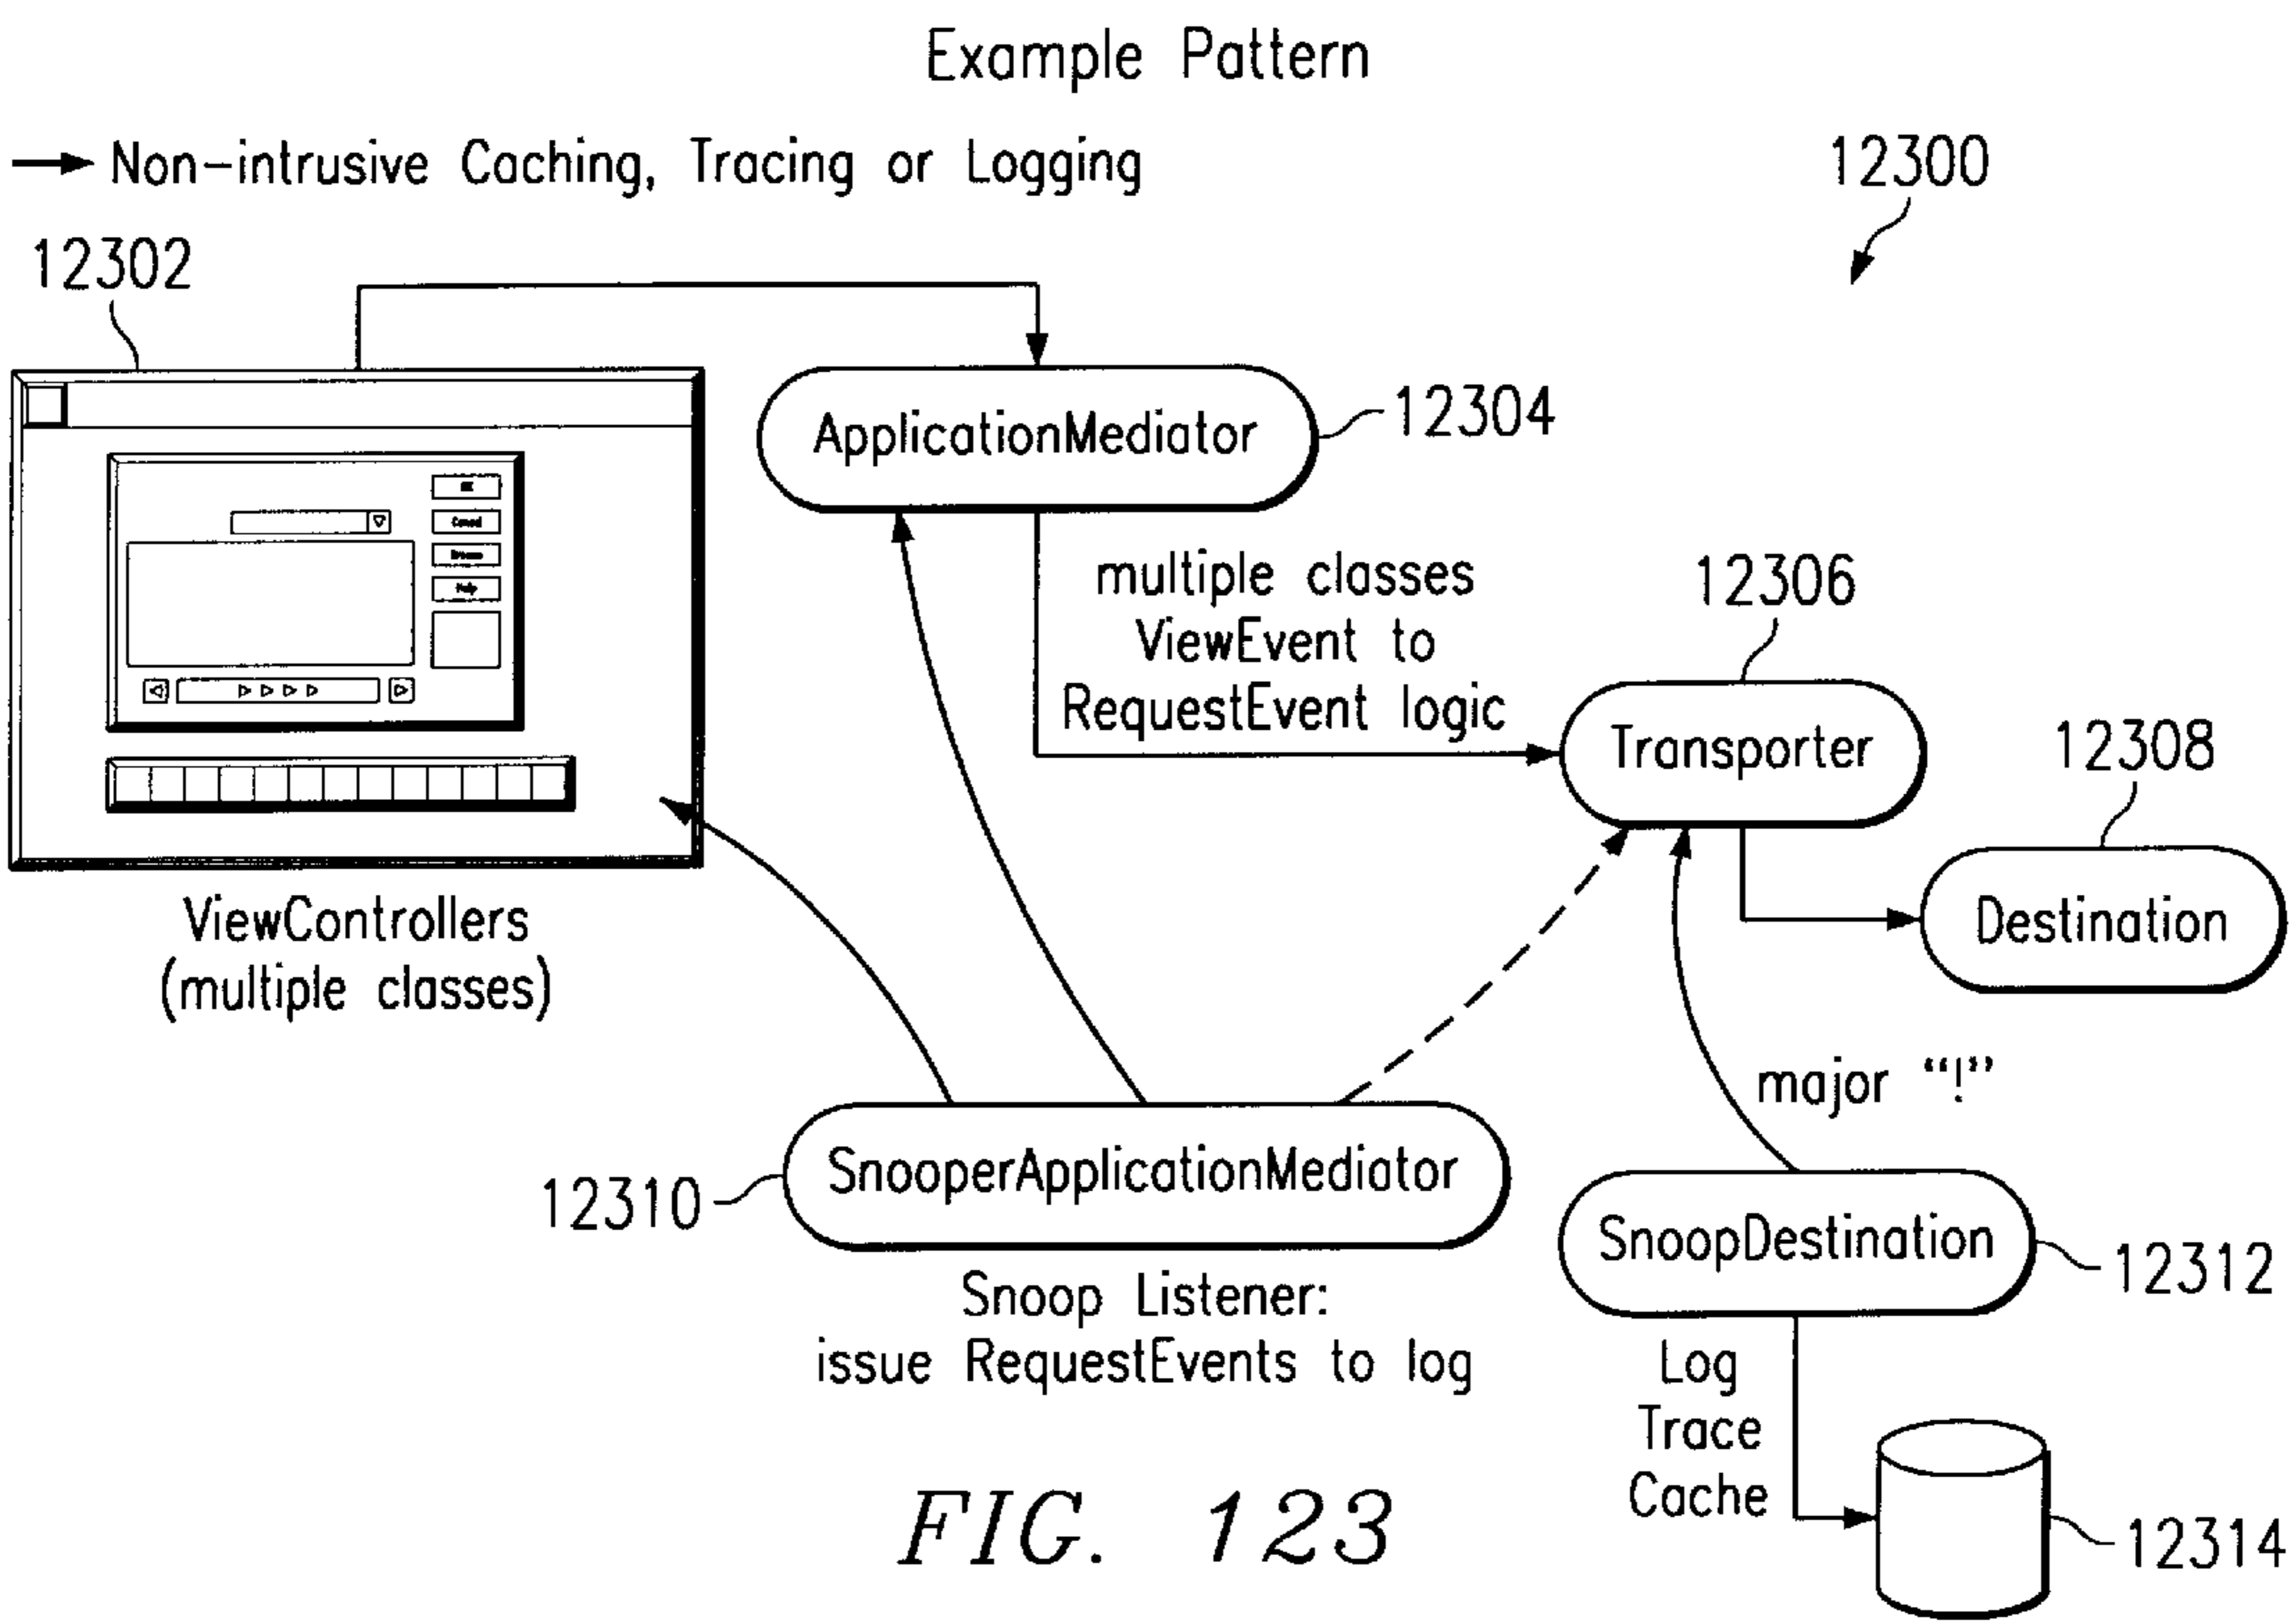 Example Pattern
Non-intrusive Caching, Tracing or Logging
12300
12302
ApplicationMediator
12304
multiple classes
ViewEvent to
RequestEvent logic
12306
Transporter
12308
Destination
Cancel
Help
ViewControllers
(multiple classes)
major “!”
SnooperApplicationMediator
12310
Snoop Listener:
issue RequestEvents to log
SnoopDestination
12312
Log
Trace
Cache
12314
FIG. 123